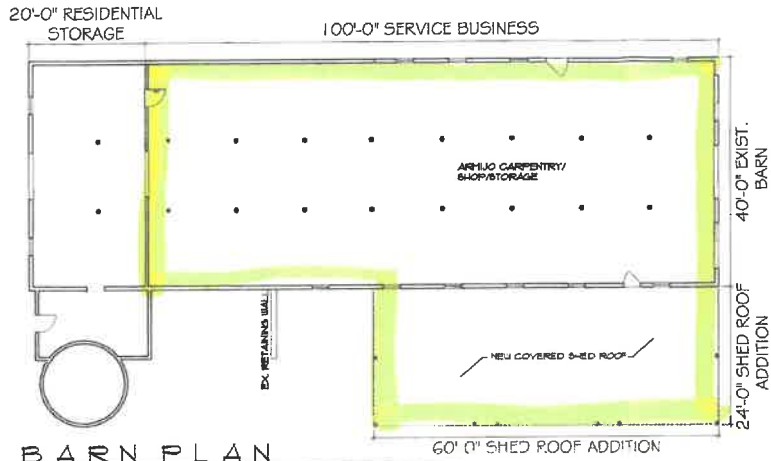 20'-0" RESIDENTIAL
STORAGE
100'-0" SERVICE BUSINESS
ARMIJO CARPENTRY/
SHOP/STORAGE
40'-0" EXIST.
BARN
EX. RETAINING WALL
NEW COVERED SHED ROOF
24'-0" SHED ROOF
ADDITION
60' 0" SHED ROOF ADDITION
BARN PLAN